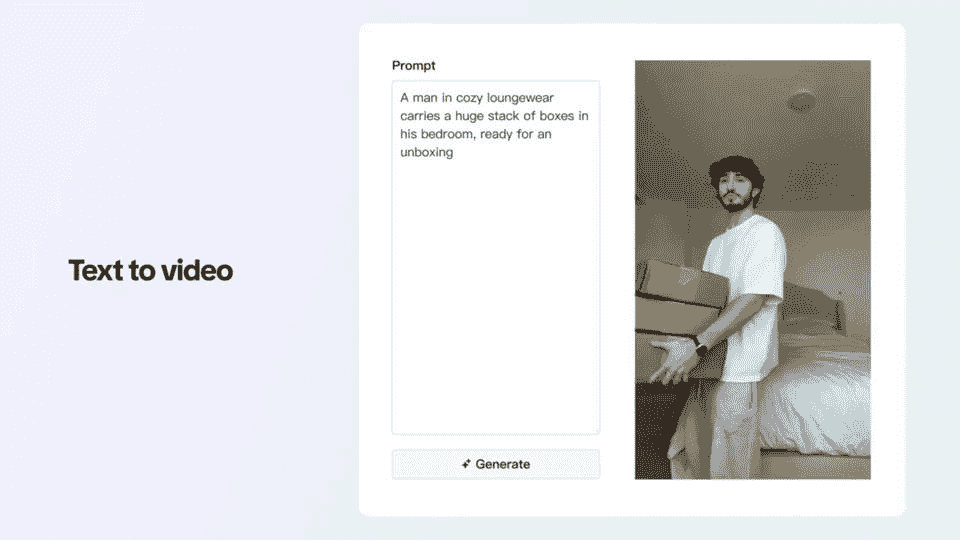 Text to video
Prompt
A man in cozy loungewear
carries a huge stack of boxes in
his bedroom, ready for an
unboxing
Generate